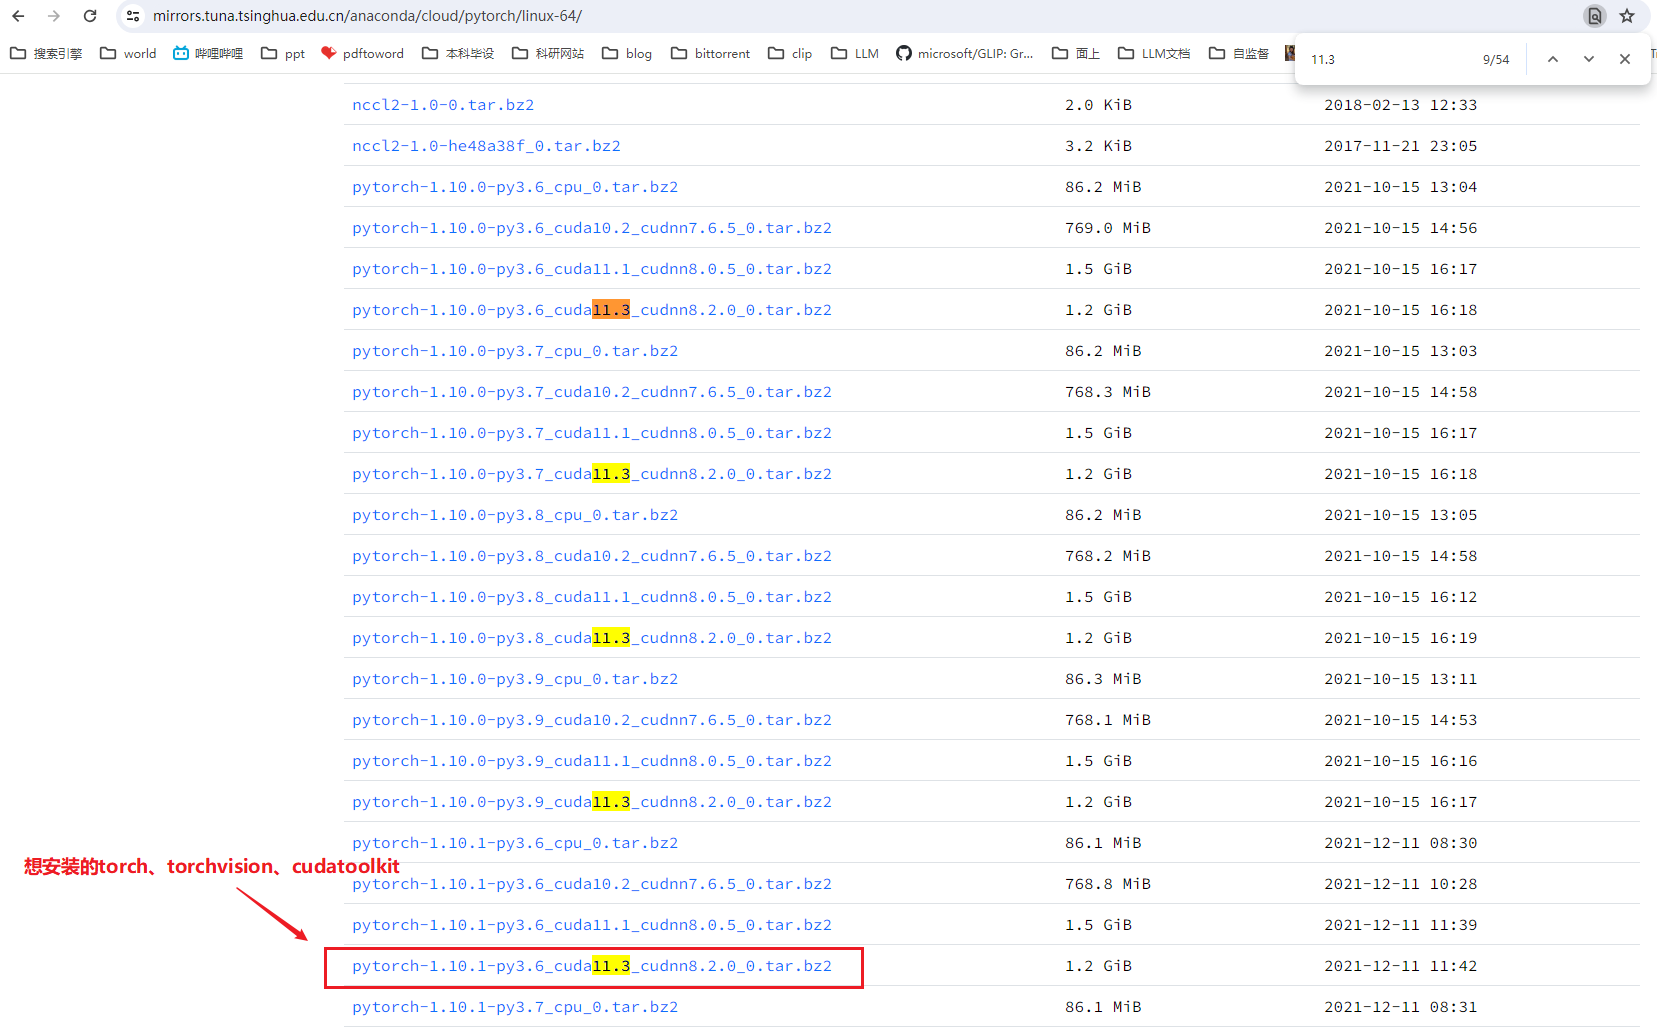 mirrors.tuna.tsinghua.edu.cn/anaconda/cloud/pytorch/linux-64/
搜索引擎 world 哔哩哔哩 ppt pdftoword 本科毕设 科研网站 blog bittorrent clip LLM microsoft/GLIP: Gr... 面上 LLM文档 自监督
11.3 9/54
nccl2-1.0-0.tar.bz2 2.0 KiB 2018-02-13 12:33
nccl2-1.0-he48a38f_0.tar.bz2 3.2 KiB 2017-11-21 23:05
pytorch-1.10.0-py3.6_cpu_0.tar.bz2 86.2 MiB 2021-10-15 13:04
pytorch-1.10.0-py3.6_cuda10.2_cudnn7.6.5_0.tar.bz2 769.0 MiB 2021-10-15 14:56
pytorch-1.10.0-py3.6_cuda11.1_cudnn8.0.5_0.tar.bz2 1.5 GiB 2021-10-15 16:17
pytorch-1.10.0-py3.6_cuda11.3_cudnn8.2.0_0.tar.bz2 1.2 GiB 2021-10-15 16:18
pytorch-1.10.0-py3.7_cpu_0.tar.bz2 86.2 MiB 2021-10-15 13:03
pytorch-1.10.0-py3.7_cuda10.2_cudnn7.6.5_0.tar.bz2 768.3 MiB 2021-10-15 14:58
pytorch-1.10.0-py3.7_cuda11.1_cudnn8.0.5_0.tar.bz2 1.5 GiB 2021-10-15 16:17
pytorch-1.10.0-py3.7_cuda11.3_cudnn8.2.0_0.tar.bz2 1.2 GiB 2021-10-15 16:18
pytorch-1.10.0-py3.8_cpu_0.tar.bz2 86.2 MiB 2021-10-15 13:05
pytorch-1.10.0-py3.8_cuda10.2_cudnn7.6.5_0.tar.bz2 768.2 MiB 2021-10-15 14:58
pytorch-1.10.0-py3.8_cuda11.1_cudnn8.0.5_0.tar.bz2 1.5 GiB 2021-10-15 16:12
pytorch-1.10.0-py3.8_cuda11.3_cudnn8.2.0_0.tar.bz2 1.2 GiB 2021-10-15 16:19
pytorch-1.10.0-py3.9_cpu_0.tar.bz2 86.3 MiB 2021-10-15 13:11
pytorch-1.10.0-py3.9_cuda10.2_cudnn7.6.5_0.tar.bz2 768.1 MiB 2021-10-15 14:53
pytorch-1.10.0-py3.9_cuda11.1_cudnn8.0.5_0.tar.bz2 1.5 GiB 2021-10-15 16:16
pytorch-1.10.0-py3.9_cuda11.3_cudnn8.2.0_0.tar.bz2 1.2 GiB 2021-10-15 16:17
pytorch-1.10.1-py3.6_cpu_0.tar.bz2 86.1 MiB 2021-12-11 08:30
想安装的torch、torchvision、cudatoolkit
pytorch-1.10.1-py3.6_cuda10.2_cudnn7.6.5_0.tar.bz2 768.8 MiB 2021-12-11 10:28
pytorch-1.10.1-py3.6_cuda11.1_cudnn8.0.5_0.tar.bz2 1.5 GiB 2021-12-11 11:39
pytorch-1.10.1-py3.6_cuda11.3_cudnn8.2.0_0.tar.bz2 1.2 GiB 2021-12-11 11:42
pytorch-1.10.1-py3.7_cpu_0.tar.bz2 86.1 MiB 2021-12-11 08:31